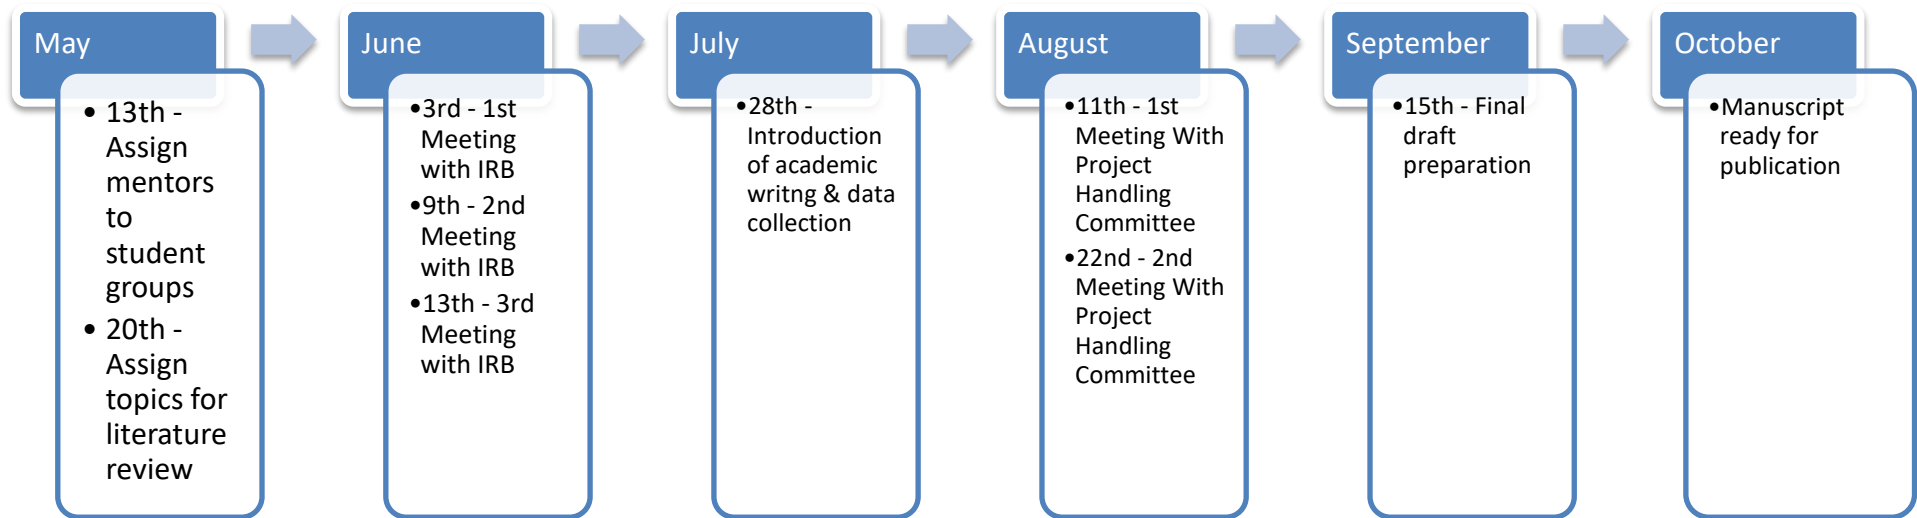 May
• 13th -
Assign
mentors
to
student
groups
• 20th -
Assign
topics for
literature
review
June
•3rd - 1st
Meeting
with IRB
•9th - 2nd
Meeting
with IRB
•13th - 3rd
Meeting
with IRB
July
•28th -
Introduction
of academic
writng & data
collection
August
•11th - 1st
Meeting With
Project
Handling
Committee
•22nd - 2nd
Meeting With
Project
Handling
Committee
September
•15th - Final
draft
preparation
October
•Manuscript
ready for
publication